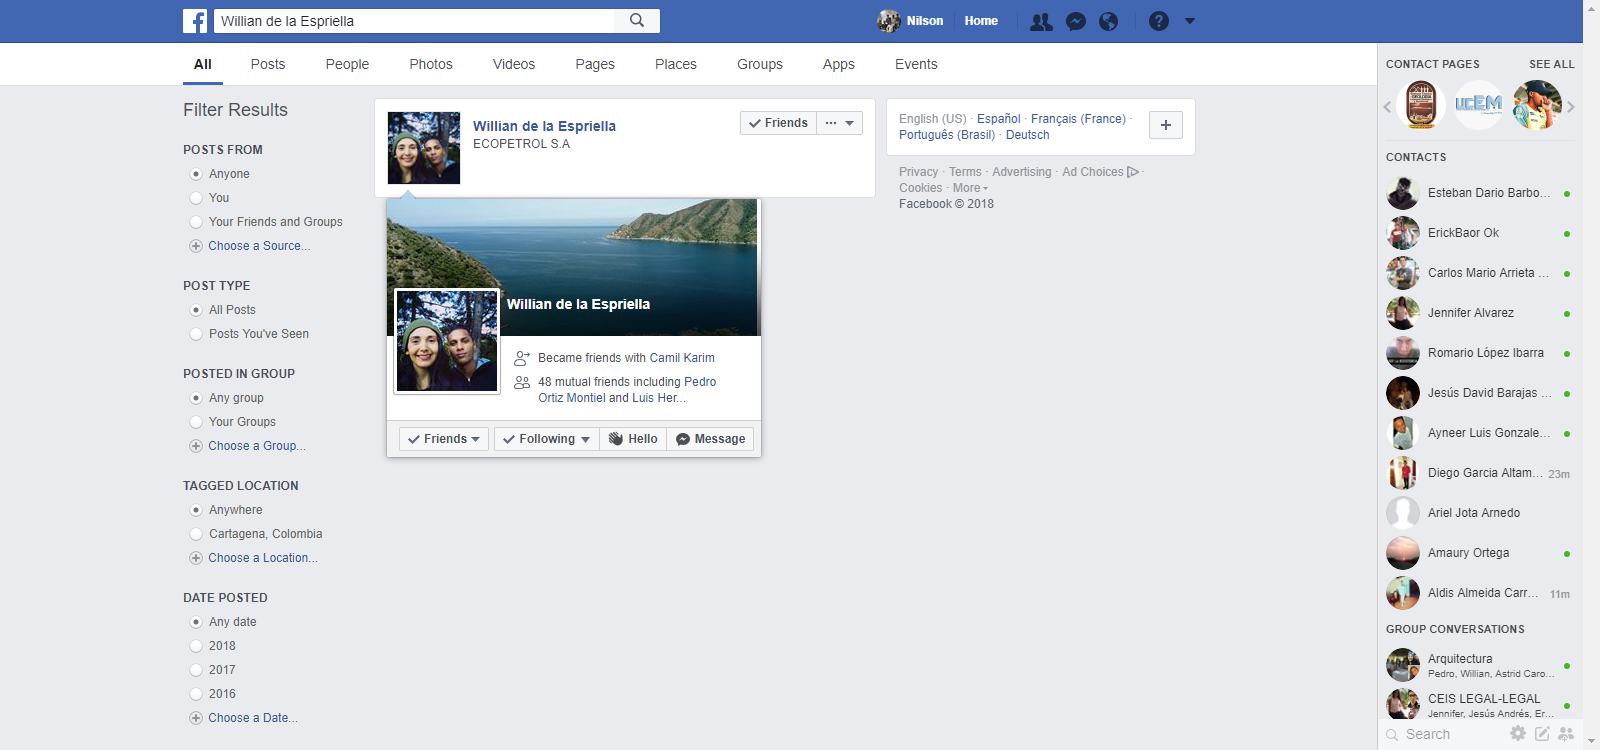 Willian de la Espriella
Nilson
Home
All
Posts
People
Photos
Videos
Pages
Places
Groups
Apps
Events
Filter Results
POSTS FROM
Anyone
You
Your Friends and Groups
Choose a Source...
POST TYPE
All Posts
Posts You've Seen
POSTED IN GROUP
Any group
Your Groups
Choose a Group...
TAGGED LOCATION
Anywhere
Cartagena, Colombia
Choose a Location...
DATE POSTED
Any date
2018
2017
2016
Choose a Date...
Willian de la Espriella
ECOPETROL S.A
Friends
Willian de la Espriella
Became friends with Camil Karim
48 mutual friends including Pedro
Ortiz Montiel and Luis Her...
Friends
Following
Hello
Message
English (US) · Español · Français (France) ·
Português (Brasil) · Deutsch
Privacy · Terms · Advertising · Ad Choices ·
Cookies · More
Facebook © 2018
CONTACT PAGES
SEE ALL
UCEM
CONTACTS
Esteban Dario Barbo...
ErickBaor Ok
Carlos Mario Arrieta ...
Jennifer Alvarez
Romario López Ibarra
Jesús David Barajas ...
Ayneer Luis Gonzale...
Diego Garcia Altam... 23m
Ariel Jota Arnedo
Amaury Ortega
Aldis Almeida Carr... 11m
GROUP CONVERSATIONS
Arquitectura
Pedro, Willian, Astrid Caro...
CEIS LEGAL-LEGAL
Jennifer, Jesús Andrés, Er...
Search